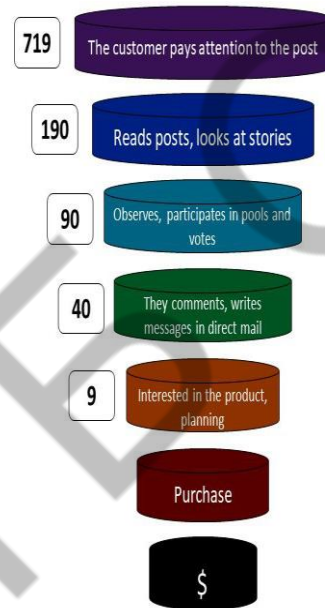 719
The customer pays attention to the post
190
Reads posts, looks at stories
90
Observes, participates in pools and
votes
40
They comments, writes
messages in direct mail
9
Interested in the product,
planning
Purchase
$